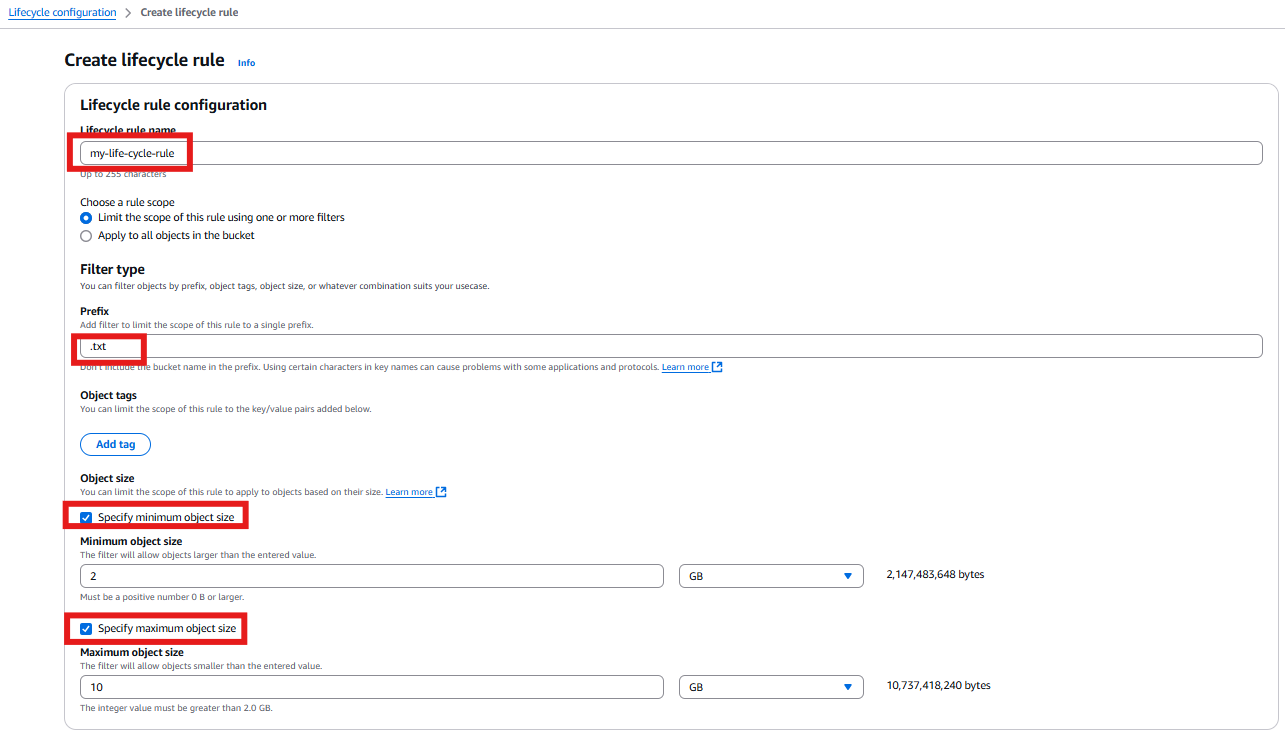 Lifecycle configuration > Create lifecycle rule
Create lifecycle rule Info
Lifecycle rule configuration
Lifecycle rule name
my-life-cycle-rule
Up to 255 characters
Choose a rule scope
Limit the scope of this rule using one or more filters
Apply to all objects in the bucket
Filter type
You can filter objects by prefix, object tags, object size, or whatever combination suits your usecase.
Prefix
Add filter to limit the scope of this rule to a single prefix.
.txt
Don't include the bucket name in the prefix. Using certain characters in key names can cause problems with some applications and protocols. Learn more
Object tags
You can limit the scope of this rule to the key/value pairs added below.
Add tag
Object size
You can limit the scope of this rule to apply to objects based on their size. Learn more
Specify minimum object size
Minimum object size
The filter will allow objects larger than the entered value.
2 GB 2,147,483,648 bytes
Must be a positive number 0 B or larger.
Specify maximum object size
Maximum object size
The filter will allow objects smaller than the entered value.
10 GB 10,737,418,240 bytes
The integer value must be greater than 2.0 GB.